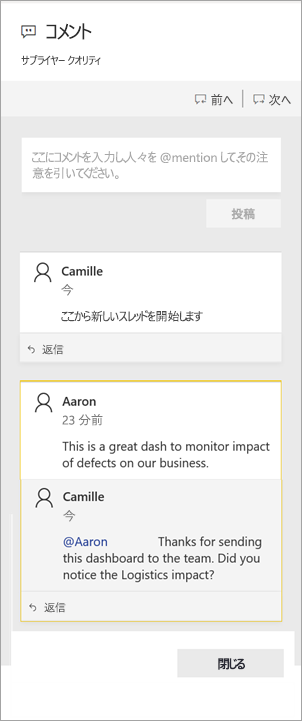 コメント
サプライヤー クオリティ
前へ
次へ
ここにコメントを入力し人々を @mention してその注
意を引いてください。
投稿
Camille
今
ここから新しいスレッドを開始します
返信
Aaron
23 分前
This is a great dash to monitor impact
of defects on our business.
Camille
今
@Aaron Thanks for sending
this dashboard to the team. Did you
notice the Logistics impact?
返信
閉じる